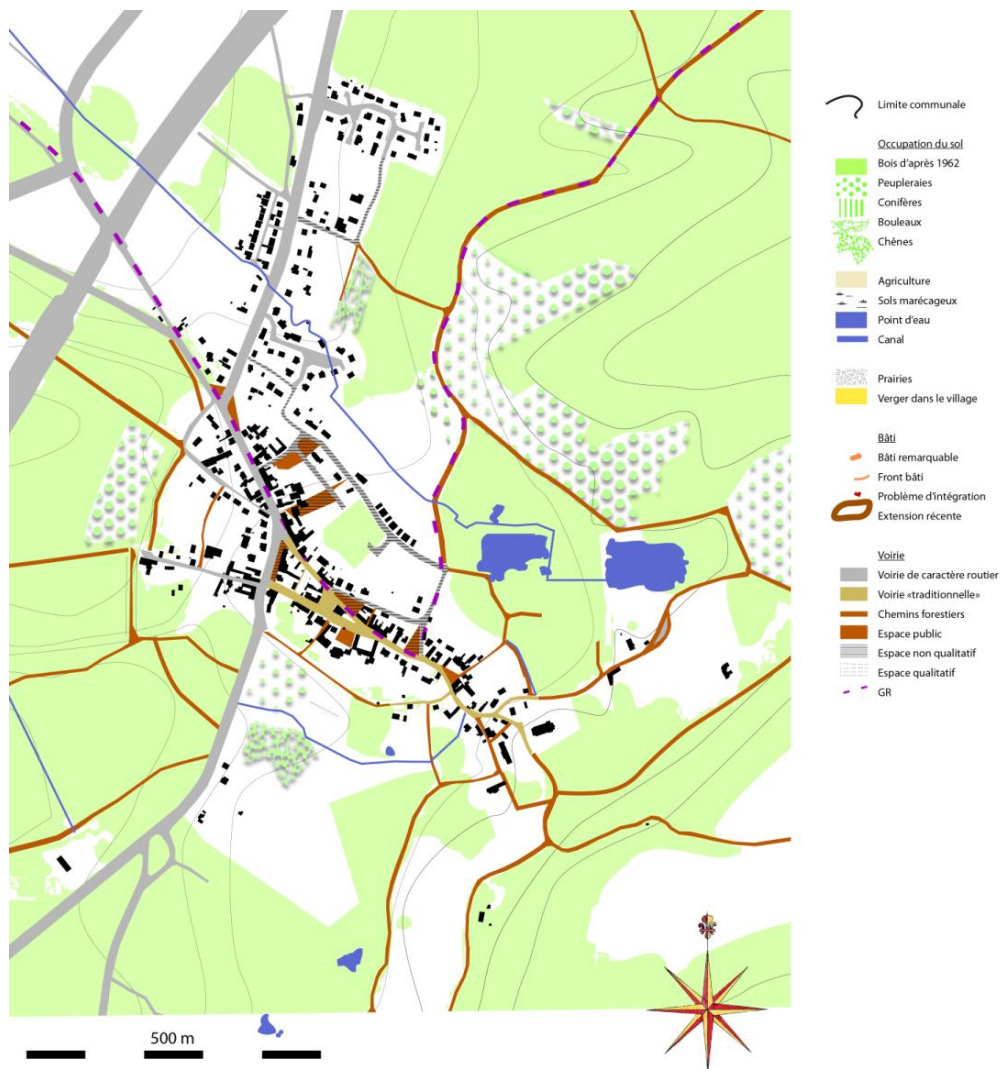 Limite communale
Occupation du sol
Bois d'après 1962
Peupleraies
Conifères
Bouleaux
Chênes
Agriculture
Sols marécageux
Point d'eau
Canal
Prairies
Verger dans le village
Bâti
Bâti remarquable
Front bâti
Problème d'intégration
Extension récente
Voirie
Voirie de caractère routier
Voirie «traditionnelle»
Chemins forestiers
Espace public
Espace non qualitatif
Espace qualitatif
GR
500 m